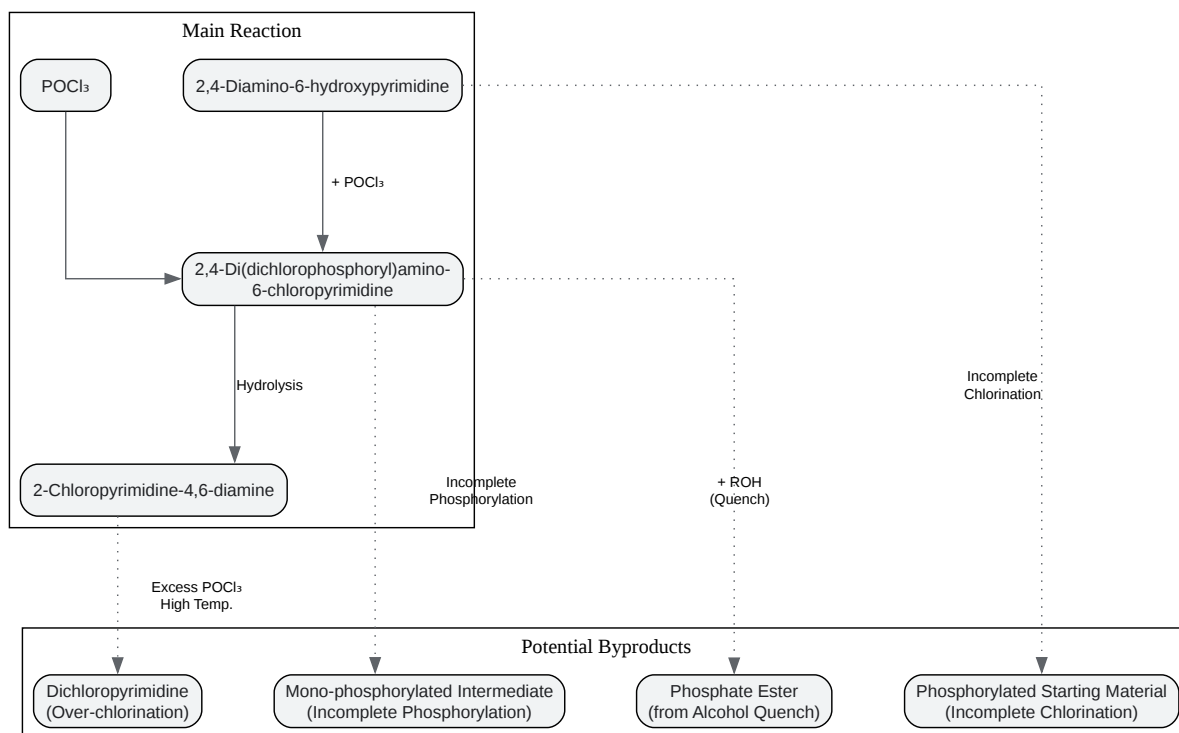 Main Reaction
POCl₃
2,4-Diamino-6-hydroxypyrimidine
+ POCl₃
2,4-Di(dichlorophosphoryl)amino-
6-chloropyrimidine
Hydrolysis
Incomplete
Chlorination
2-Chloropyrimidine-4,6-diamine
Incomplete
Phosphorylation
+ ROH
(Quench)
Excess POCl₃
High Temp.
Potential Byproducts
Dichloropyrimidine
(Over-chlorination)
Mono-phosphorylated Intermediate
(Incomplete Phosphorylation)
Phosphate Ester
(from Alcohol Quench)
Phosphorylated Starting Material
(Incomplete Chlorination)